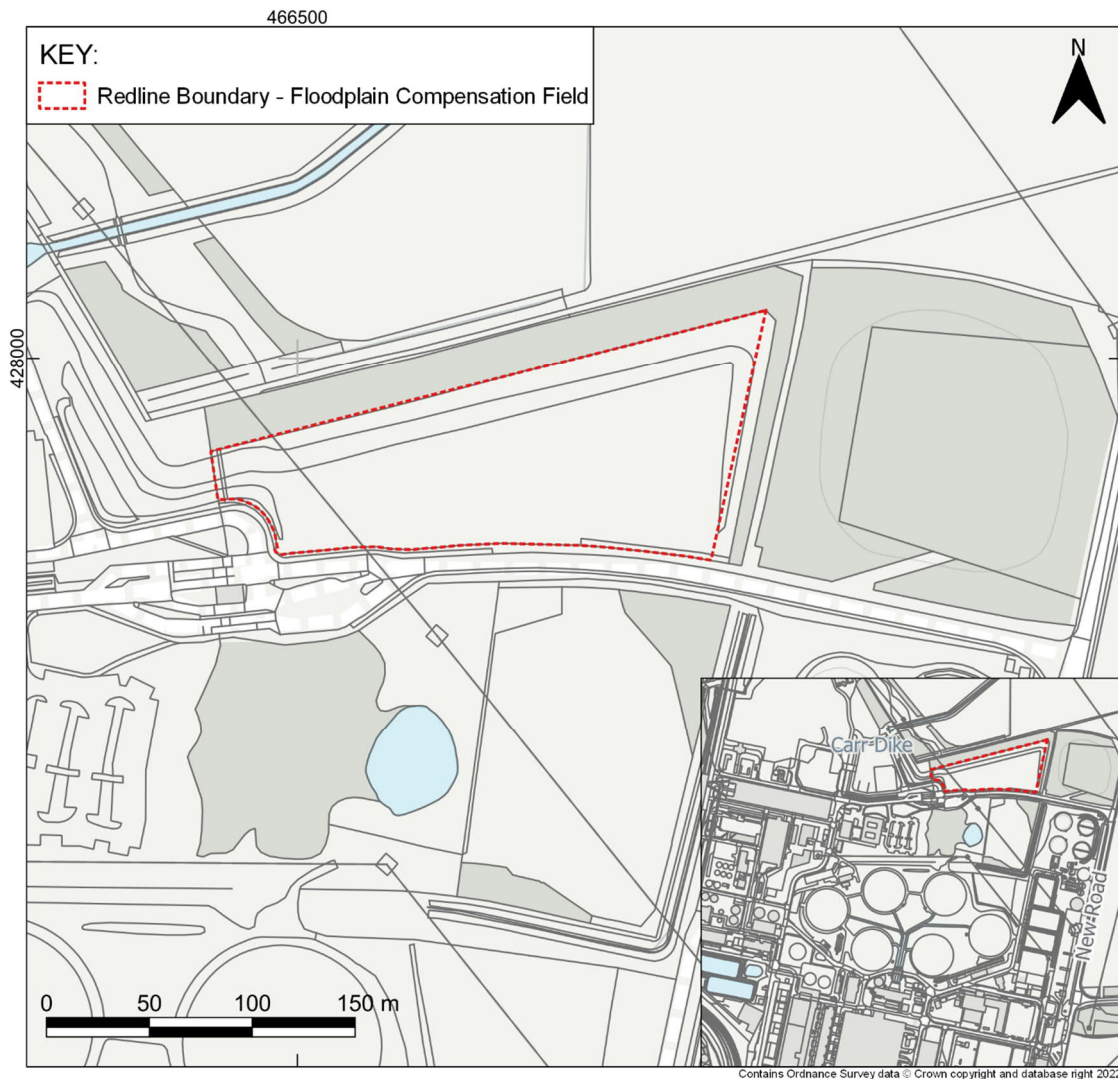 466500
KEY:
Redline Boundary - Floodplain Compensation Field
N
428000
Carr Dike
New Road
0 50 100 150 m
Contains Ordnance Survey data © Crown copyright and database right